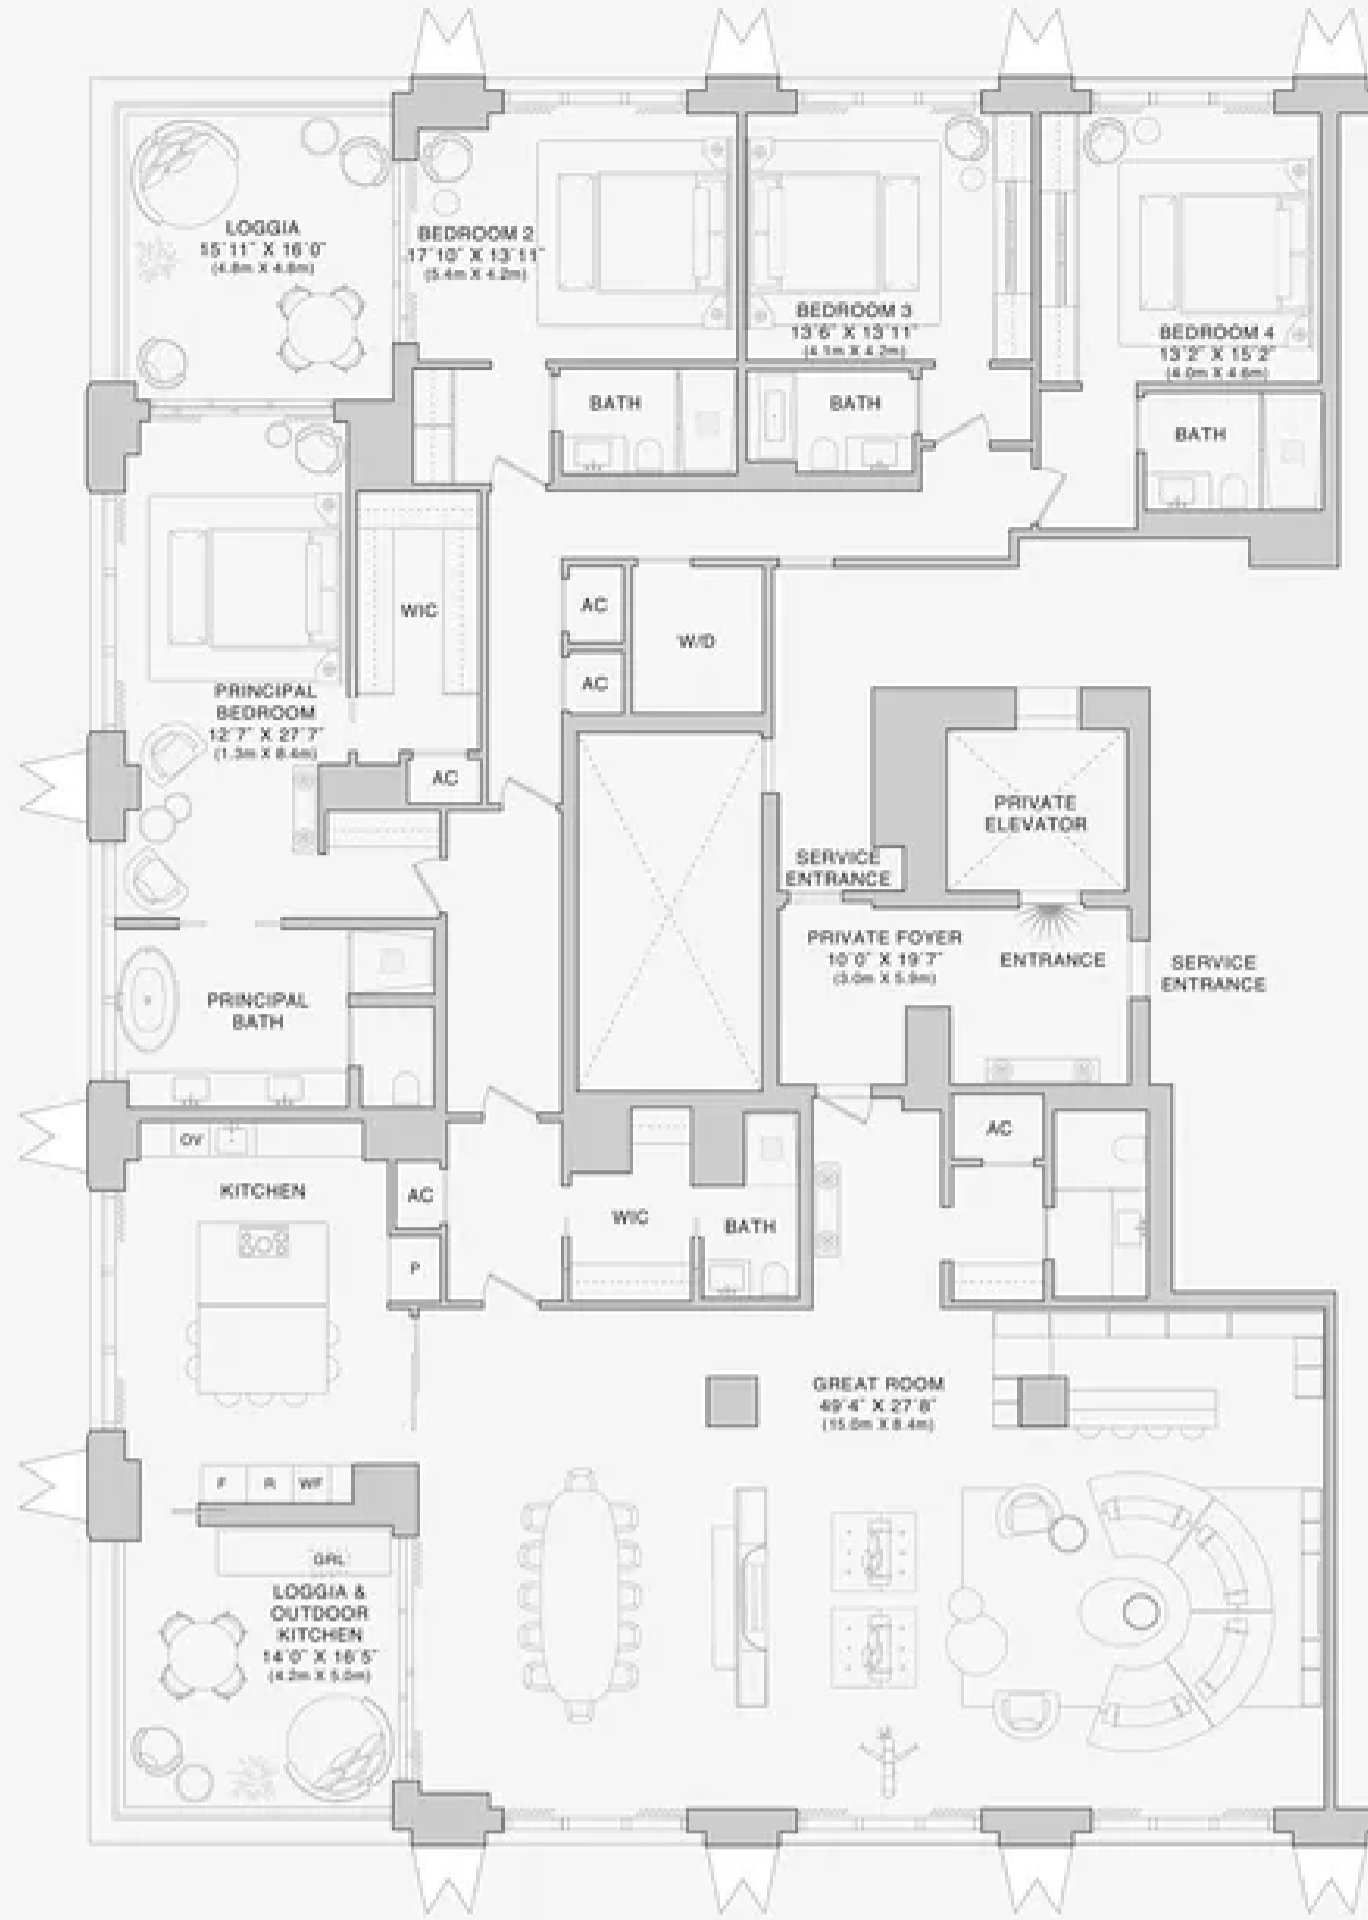 LOGGIA
15'11" X 16'0"
(4.8m X 4.8m)
BEDROOM 2
17'10" X 13'11"
(5.4m X 4.2m)
BEDROOM 3
13'6" X 13'11"
(4.1m X 4.2m)
BEDROOM 4
13'2" X 15'2"
(4.0m X 4.6m)
BATH
BATH
BATH
WIC
AC
W/D
AC
PRINCIPAL
BEDROOM
12'7" X 27'7"
(1.3m X 8.4m)
AC
PRIVATE
ELEVATOR
SERVICE
ENTRANCE
PRIVATE FOYER
10'0" X 19'7"
(3.0m X 5.9m)
ENTRANCE
SERVICE
ENTRANCE
PRINCIPAL
BATH
OV
KITCHEN
AC
P
WIC
BATH
AC
GREAT ROOM
49'4" X 27'8"
(15.0m X 8.4m)
F
R
WF
GRL
LOGGIA &
OUTDOOR
KITCHEN
14'0" X 16'5"
(4.2m X 5.0m)